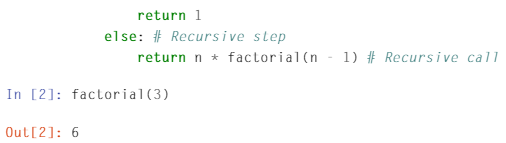 return 1
else: # Recursive step
return n * factorial(n - 1) # Recursive call
In [2]: factorial(3)
Out[2]: 6